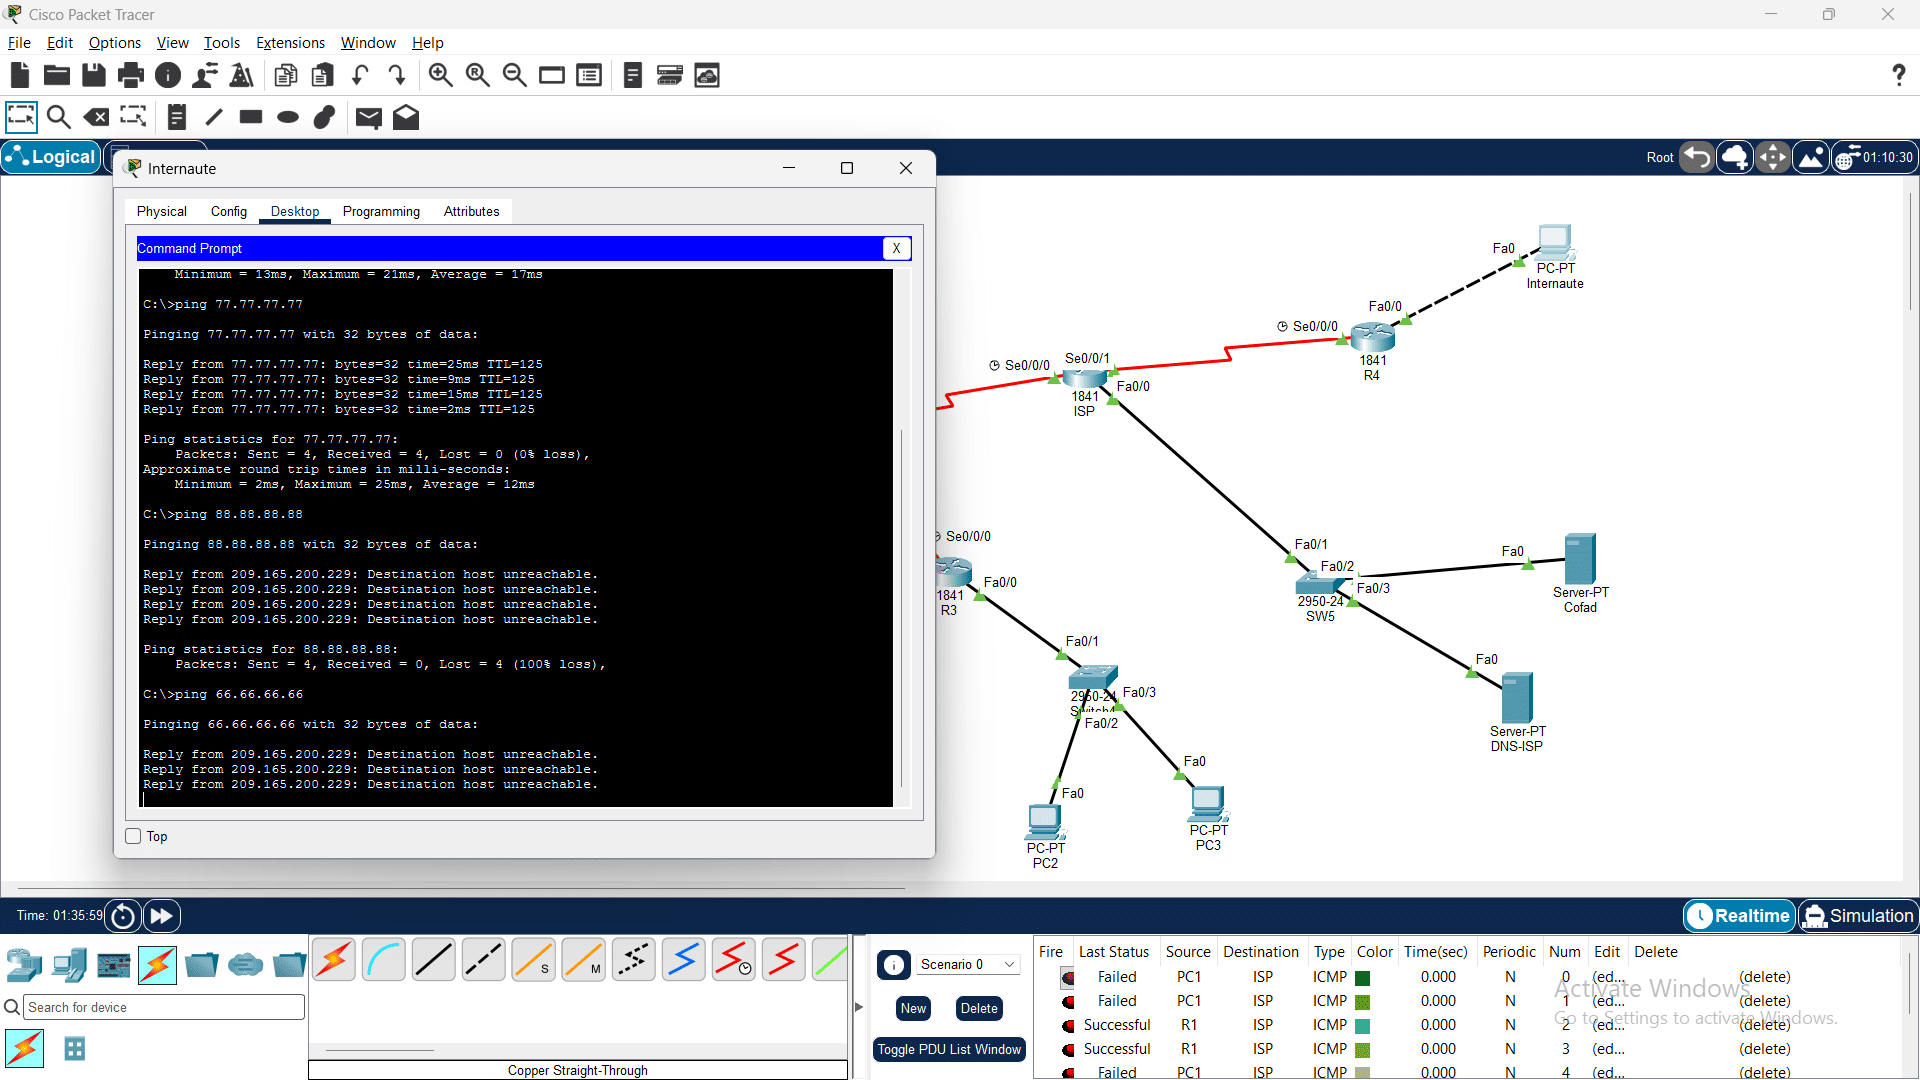 Cisco Packet Tracer
File Edit Options View Tools Extensions Window Help
Logical
Root
01:10:30
Internaute
Physical Config Desktop Programming Attributes
Command Prompt
X
Minimum = 13ms, Maximum = 21ms, Average = 17ms
C:\>ping 77.77.77.77
Pinging 77.77.77.77 with 32 bytes of data:
Reply from 77.77.77.77: bytes=32 time=25ms TTL=125
Reply from 77.77.77.77: bytes=32 time=9ms TTL=125
Reply from 77.77.77.77: bytes=32 time=15ms TTL=125
Reply from 77.77.77.77: bytes=32 time=2ms TTL=125
Ping statistics for 77.77.77.77:
Packets: Sent = 4, Received = 4, Lost = 0 (0% loss),
Approximate round trip times in milli-seconds:
Minimum = 2ms, Maximum = 25ms, Average = 12ms
C:\>ping 88.88.88.88
Pinging 88.88.88.88 with 32 bytes of data:
Reply from 209.165.200.229: Destination host unreachable.
Reply from 209.165.200.229: Destination host unreachable.
Reply from 209.165.200.229: Destination host unreachable.
Reply from 209.165.200.229: Destination host unreachable.
Ping statistics for 88.88.88.88:
Packets: Sent = 4, Received = 0, Lost = 4 (100% loss),
C:\>ping 66.66.66.66
Pinging 66.66.66.66 with 32 bytes of data:
Reply from 209.165.200.229: Destination host unreachable.
Reply from 209.165.200.229: Destination host unreachable.
Reply from 209.165.200.229: Destination host unreachable.
Top
Fa0
PC-PT
Internaute
Fa0/0
Se0/0/0
1841
R4
Se0/0/0
Se0/0/1
Fa0/0
1841
ISP
Se0/0/0
Fa0/0
1841
R3
Fa0/1
Fa0/2
Fa0/3
2950-24
SW5
Fa0
Server-PT
Cofad
Fa0
Server-PT
DNS-ISP
Fa0/1
Fa0/3
2950-24
Switch4
Fa0/2
Fa0
PC-PT
PC3
Fa0
PC-PT
PC2
Time: 01:35:59
Realtime
Simulation
S
M
Search for device
Copper Straight-Through
Scenario 0
New
Delete
Toggle PDU List Window
Fire Last Status Source Destination Type Color Time(sec) Periodic Num Edit Delete
Failed PC1 ISP ICMP 0.000 N 0 (ed... (delete)
Failed PC1 ISP ICMP 0.000 N 1 (ed... (delete)
Successful R1 ISP ICMP 0.000 N 2 (ed... (delete)
Successful R1 ISP ICMP 0.000 N 3 (ed... (delete)
Failed PC1 ISP ICMP 0.000 N 4 (ed... (delete)
Activate Windows
Go to Settings to activate Windows.